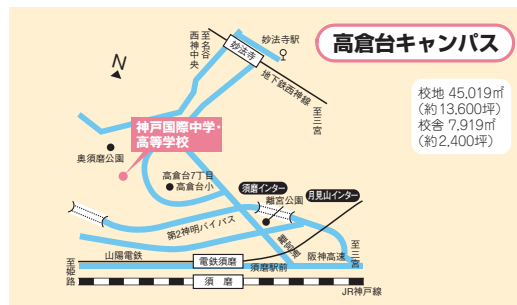 高倉台キャンパス
校地 45,019㎡
(約13,600坪)
校舎 7,919㎡
(約2,400坪)
N
至名谷
西神中央
妙法寺
妙法寺駅
地下鉄西神線
至三宮
神戸国際中学・
高等学校
奥須磨公園
高倉台7丁目
高倉台小
須磨インター
離宮公園
月見山インター
第2神明バイパス
阪神高速
至三宮
山陽電鉄
電鉄須磨
須磨駅前
至姫路
須磨
JR神戸線